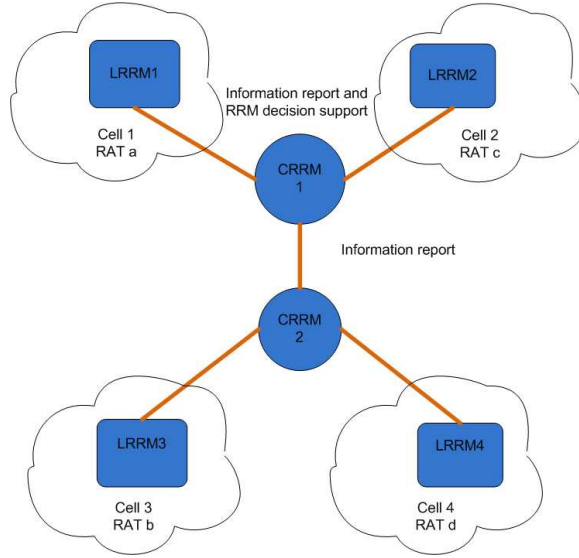 LRRM1
LRRM2
Information report and
RRM decision support
Cell 1
RAT a
Cell 2
RAT c
CRRM
1
Information report
CRRM
2
LRRM3
LRRM4
Cell 3
RAT b
Cell 4
RAT d